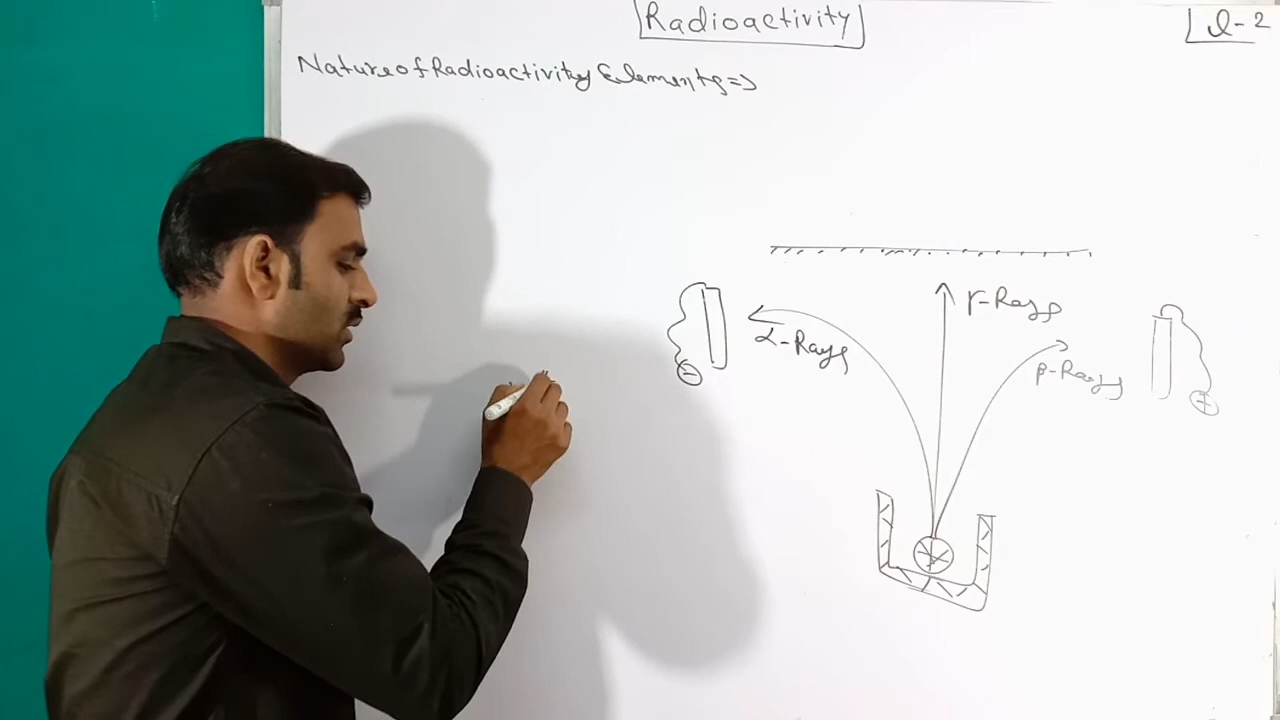 Radioactivity
L-2
Nature of Radioactivity Elements =>
γ-Rays
α-Rays
β-Rays
-
+